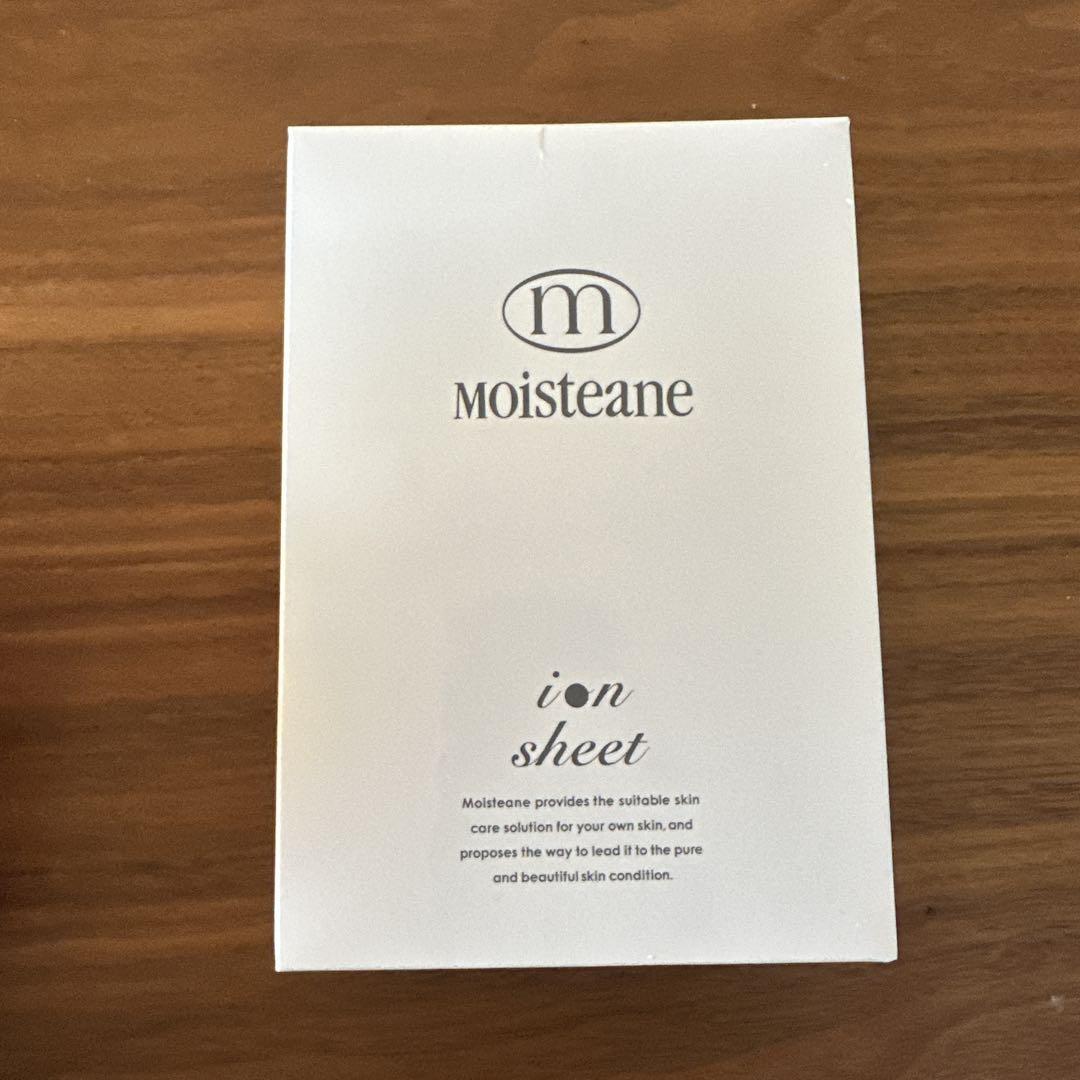 m
Moisteane
ion
sheet
Moisteane provides the suitable skin
care solution for your own skin, and
proposes the way to lead it to the pure
and beautiful skin condition.